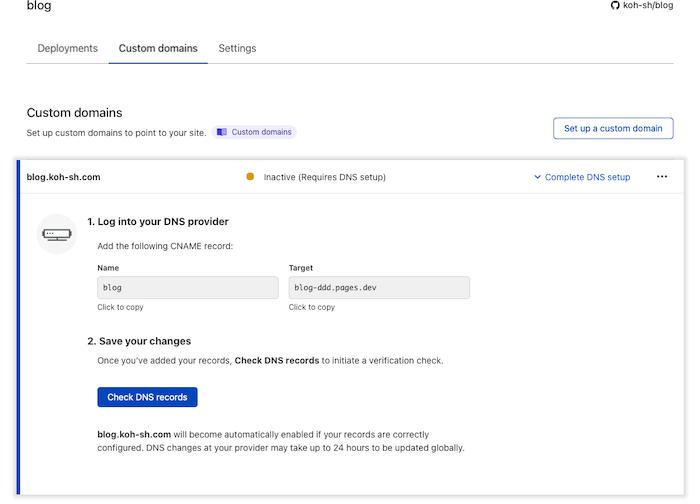 blog
koh-sh/blog
Deployments
Custom domains
Settings
Custom domains
Set up custom domains to point to your site.
Custom domains
Set up a custom domain
blog.koh-sh.com
Inactive (Requires DNS setup)
Complete DNS setup
1. Log into your DNS provider
Add the following CNAME record:
Name
Target
blog
blog-ddd.pages.dev
Click to copy
Click to copy
2. Save your changes
Once you've added your records, Check DNS records to initiate a verification check.
Check DNS records
blog.koh-sh.com will become automatically enabled if your records are correctly
configured. DNS changes at your provider may take up to 24 hours to be updated globally.